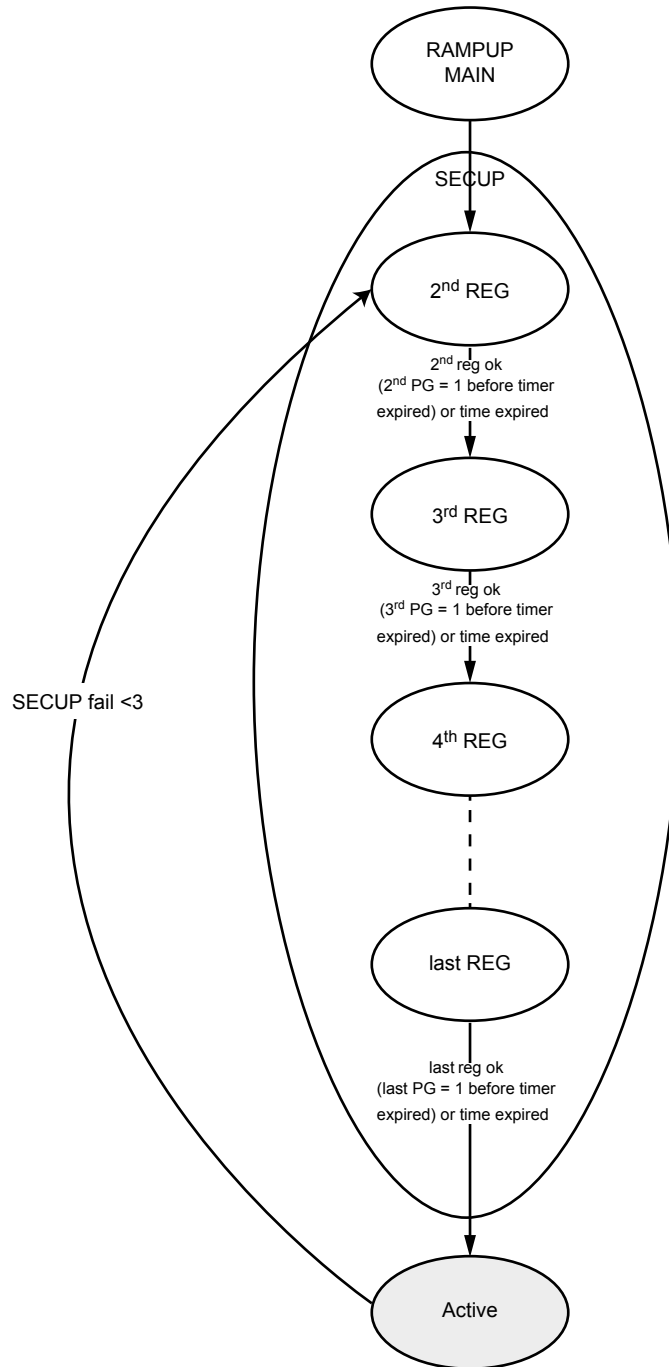 RAMPUP
MAIN
SECUP
2nd REG
2nd reg ok
(2nd PG = 1 before timer
expired) or time expired
3rd REG
3rd reg ok
(3rd PG = 1 before timer
expired) or time expired
SECUP fail <3
4th REG
last REG
last reg ok
(last PG = 1 before timer
expired) or time expired
Active